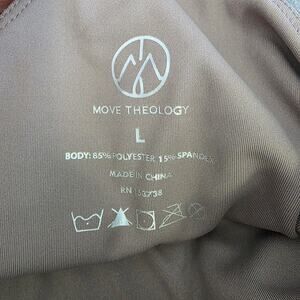 MOVE THEOLOGY
L
BODY: 85% POLYESTER 15% SPANDEX
MADE IN CHINA
RN